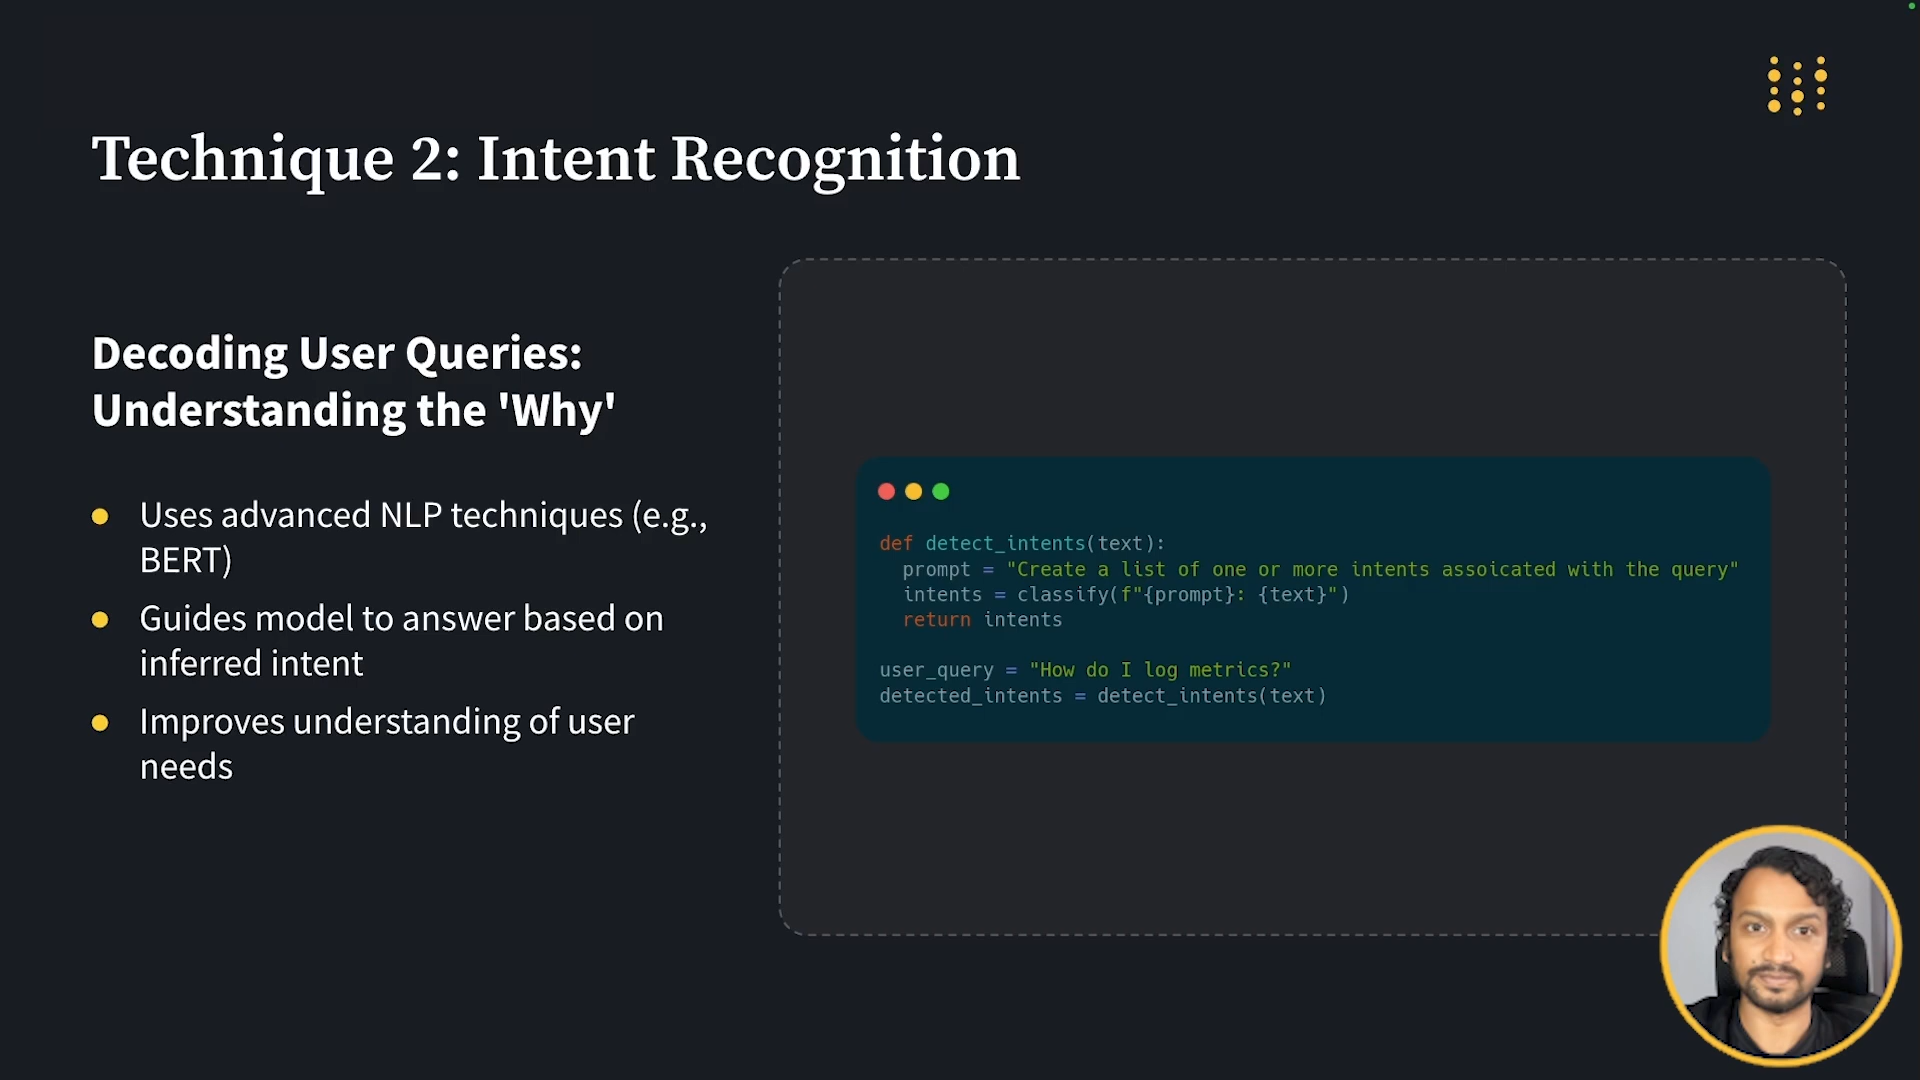 Technique 2: Intent Recognition
Decoding User Queries:
Understanding the 'Why'
Uses advanced NLP techniques (e.g.,
BERT)
Guides model to answer based on
inferred intent
Improves understanding of user
needs
def detect_intents(text):
  prompt = "Create a list of one or more intents assoicated with the query"
  intents = classify(f"{prompt}: {text}")
  return intents
user_query = "How do I log metrics?"
detected_intents = detect_intents(text)